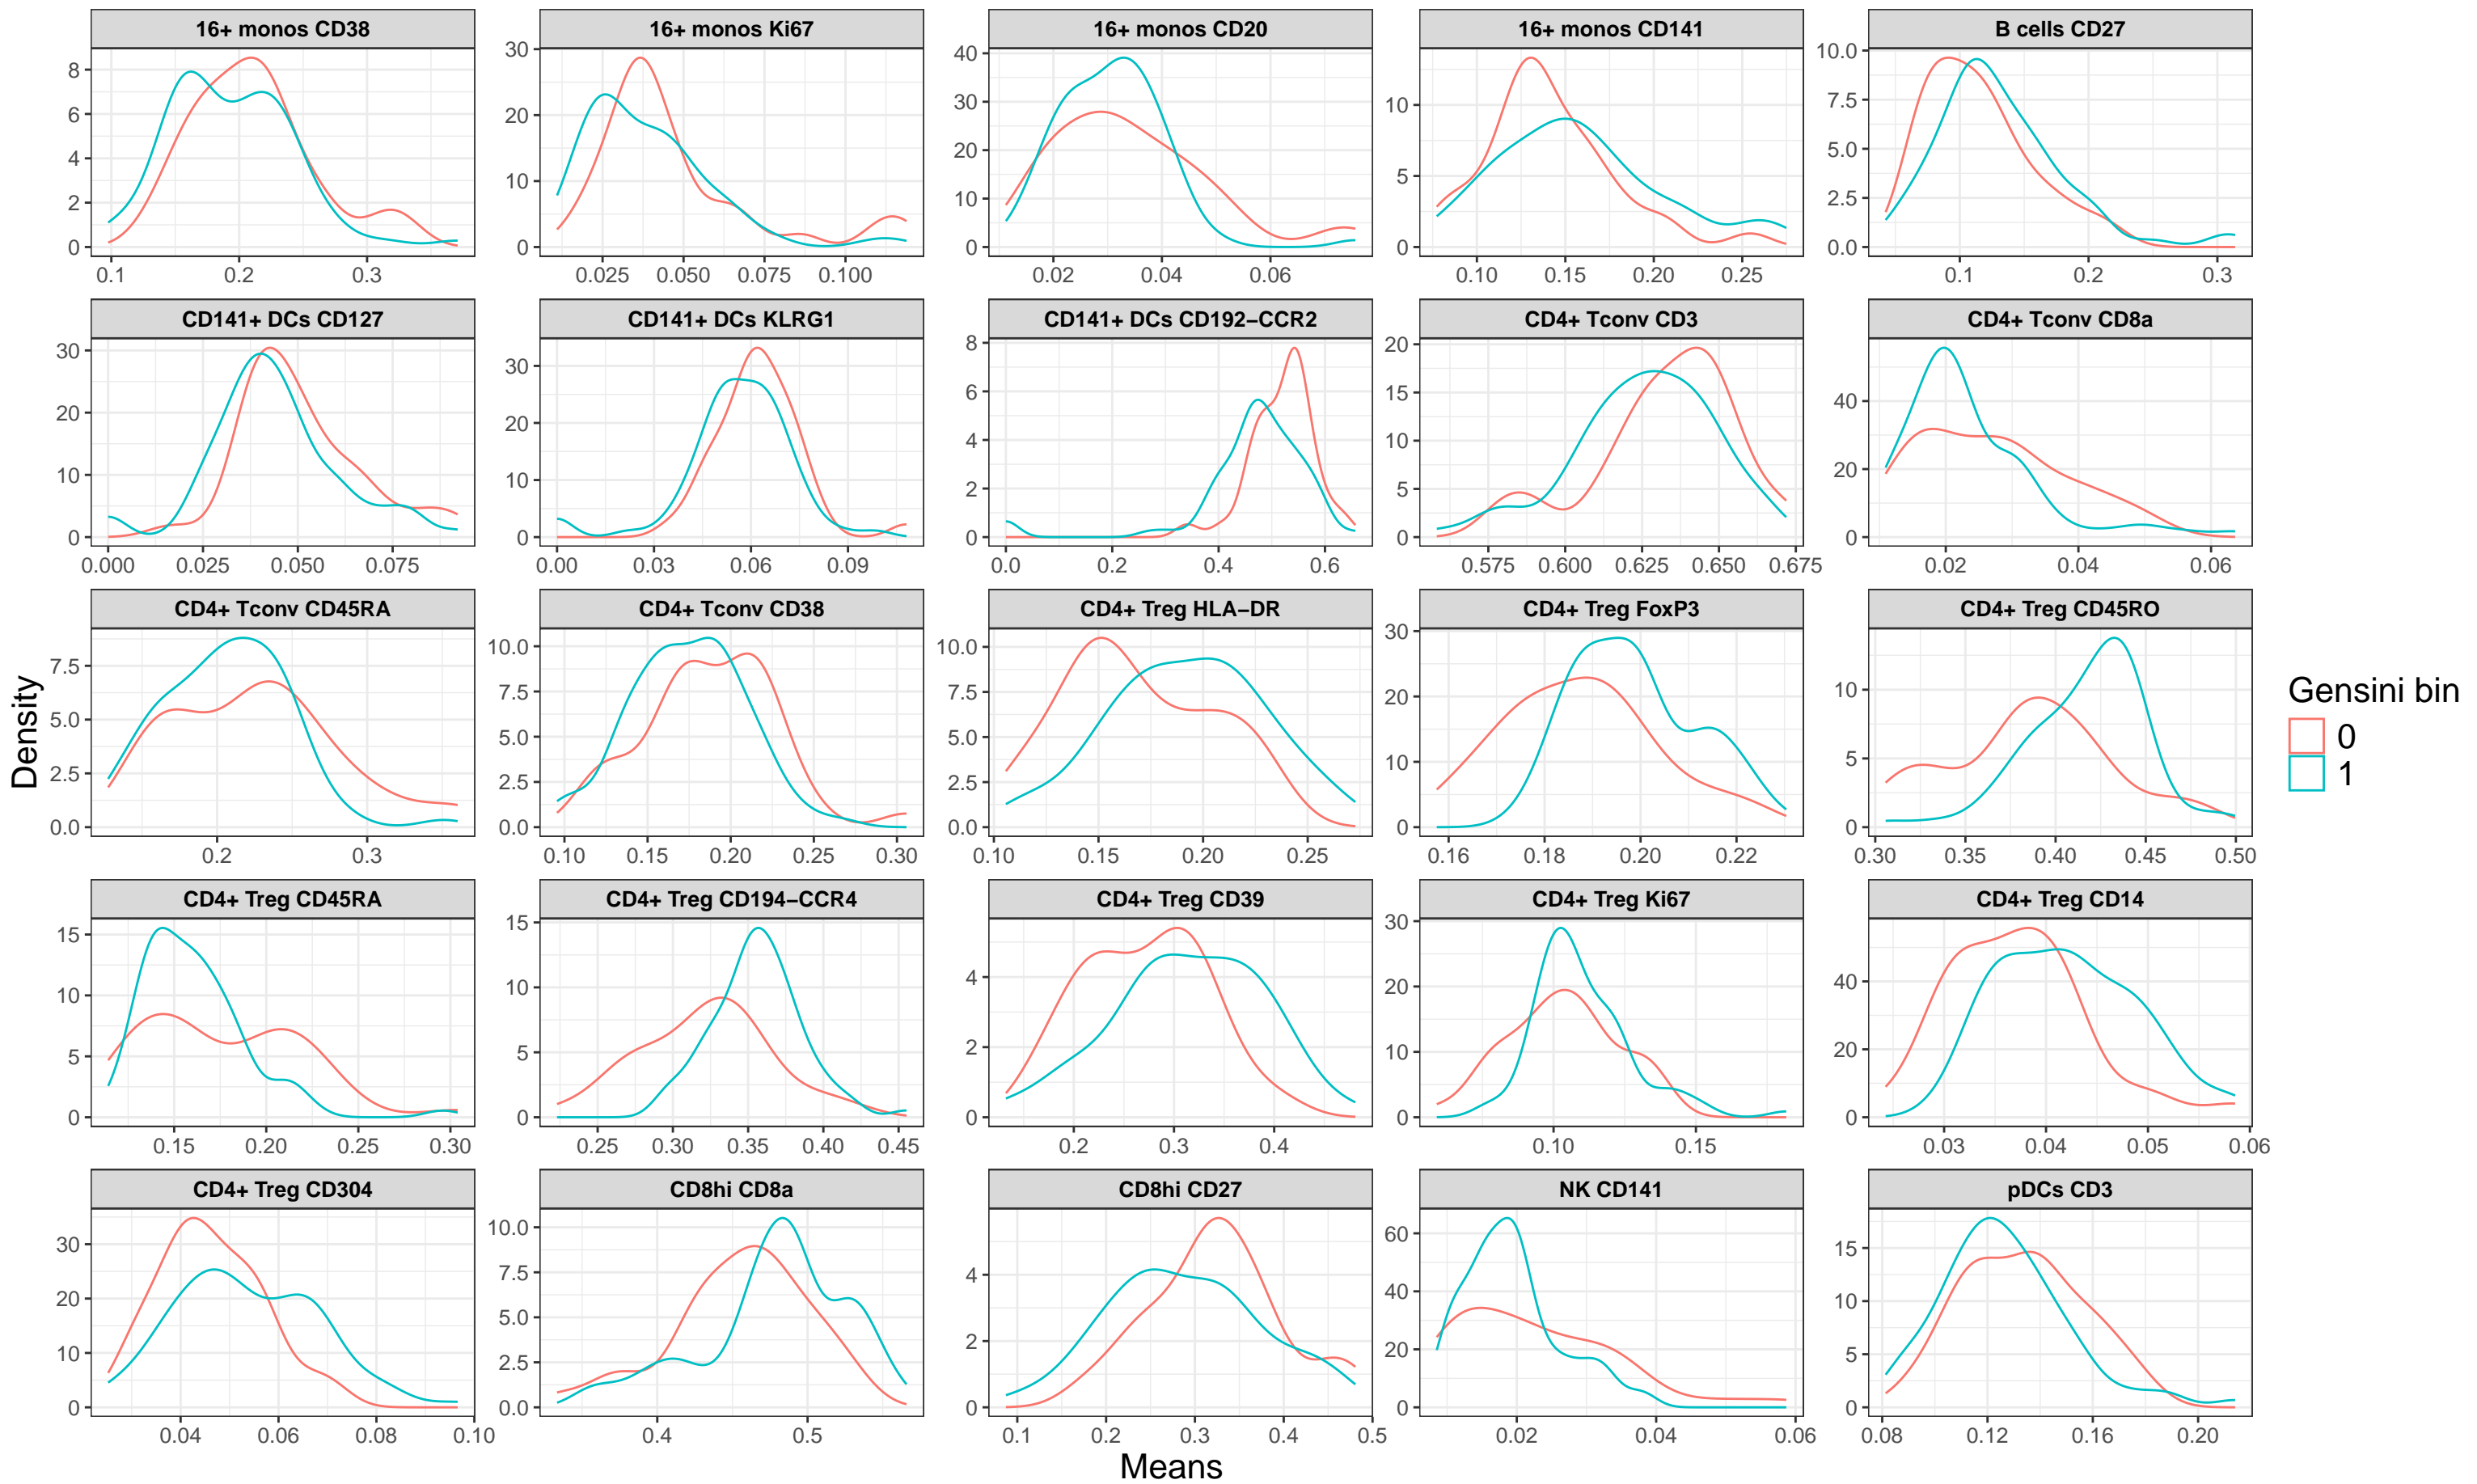 16+ monos CD38
16+ monos Ki67
16+ monos CD20
16+ monos CD141
B cells CD27
8
6
4
2
0
0.1 0.2 0.3
30
20
10
0
0.025 0.050 0.075 0.100
40
30
20
10
0
0.02 0.04 0.06
10
5
0
0.10 0.15 0.20 0.25
10.0
7.5
5.0
2.5
0.0
0.1 0.2 0.3
CD141+ DCs CD127
CD141+ DCs KLRG1
CD141+ DCs CD192−CCR2
CD4+ Tconv CD3
CD4+ Tconv CD8a
30
20
10
0
0.000 0.025 0.050 0.075
30
20
10
0
0.00 0.03 0.06 0.09
8
6
4
2
0
0.0 0.2 0.4 0.6
20
15
10
5
0
0.575 0.600 0.625 0.650 0.675
40
20
0
0.02 0.04 0.06
CD4+ Tconv CD45RA
CD4+ Tconv CD38
CD4+ Treg HLA−DR
CD4+ Treg FoxP3
CD4+ Treg CD45RO
7.5
5.0
2.5
0.0
0.2 0.3
10.0
7.5
5.0
2.5
0.0
0.10 0.15 0.20 0.25 0.30
10.0
7.5
5.0
2.5
0.0
0.10 0.15 0.20 0.25
30
20
10
0
0.16 0.18 0.20 0.22
10
5
0
0.30 0.35 0.40 0.45 0.50
CD4+ Treg CD45RA
CD4+ Treg CD194−CCR4
CD4+ Treg CD39
CD4+ Treg Ki67
CD4+ Treg CD14
15
10
5
0
0.15 0.20 0.25 0.30
15
10
5
0
0.25 0.30 0.35 0.40 0.45
4
2
0
0.2 0.3 0.4
30
20
10
0
0.10 0.15
40
20
0
0.03 0.04 0.05 0.06
CD4+ Treg CD304
CD8hi CD8a
CD8hi CD27
NK CD141
pDCs CD3
30
20
10
0
0.04 0.06 0.08 0.10
10.0
7.5
5.0
2.5
0.0
0.4 0.5
4
2
0
0.1 0.2 0.3 0.4 0.5
60
40
20
0
0.02 0.04 0.06
15
10
5
0
0.08 0.12 0.16 0.20
Density
Means
Gensini bin
0
1